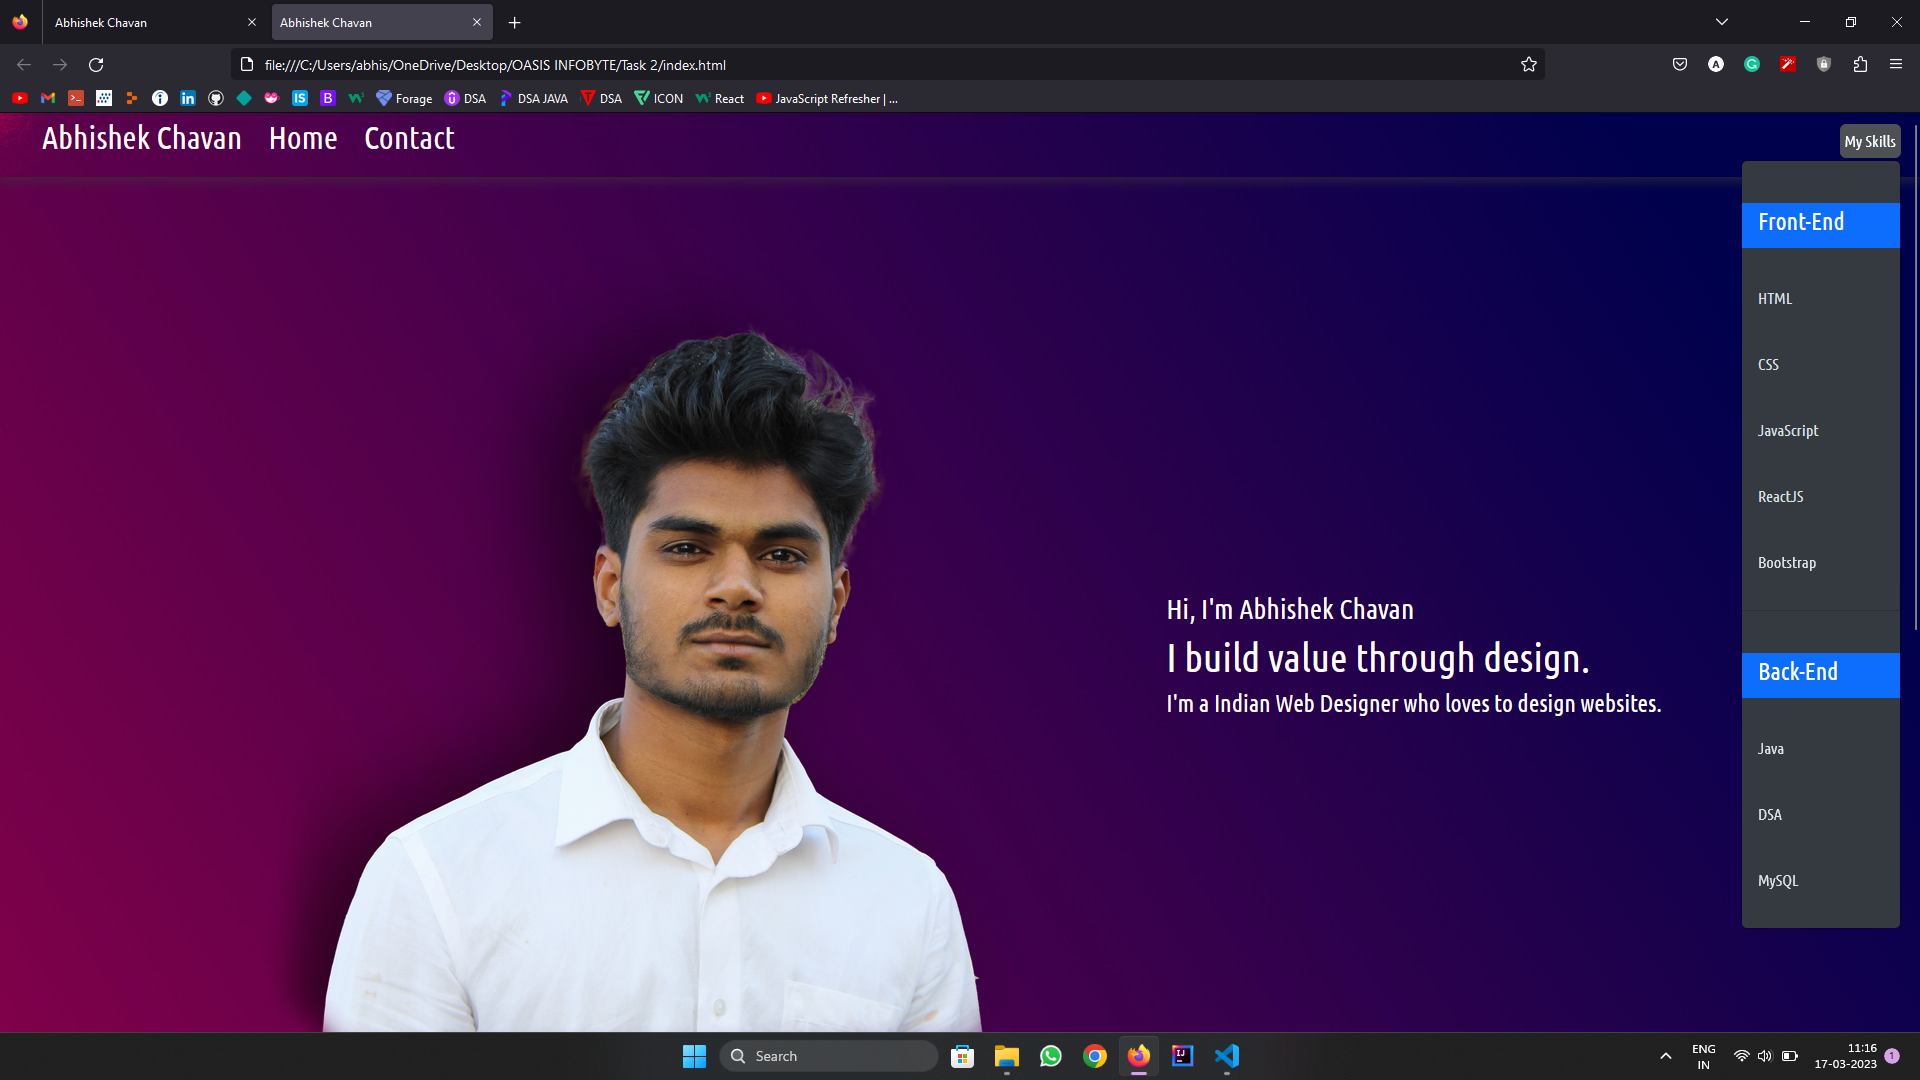 Abhishek Chavan
Abhishek Chavan
file:///C:/Users/abhis/OneDrive/Desktop/OASIS INFOBYTE/Task 2/index.html
Forage DSA DSA JAVA DSA ICON React JavaScript Refresher | ...
Abhishek Chavan Home Contact
My Skills
Front-End
HTML
CSS
JavaScript
ReactJS
Bootstrap
Back-End
Java
DSA
MySQL
Hi, I'm Abhishek Chavan
I build value through design.
I'm a Indian Web Designer who loves to design websites.
Search
ENG
IN
11:16
17-03-2023
1